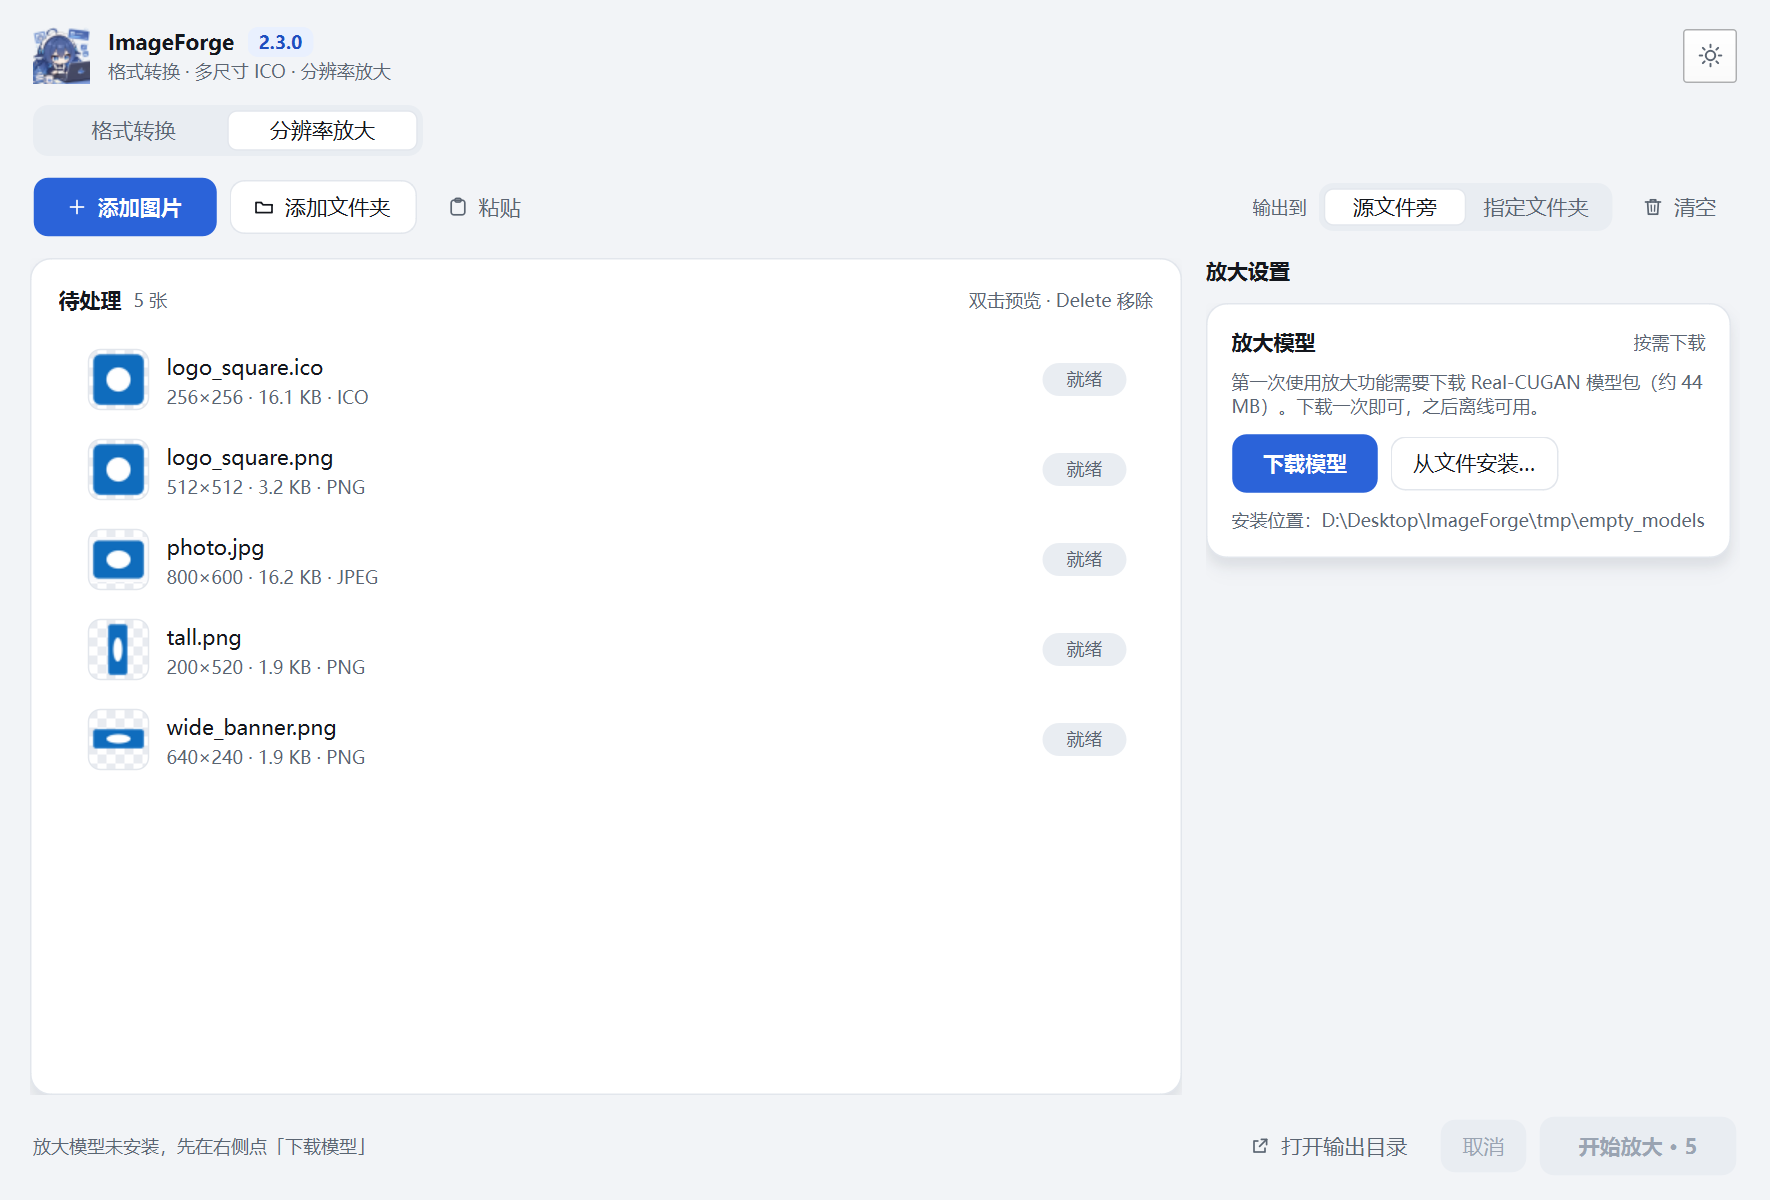 ImageForge 2.3.0
格式转换 · 多尺寸 ICO · 分辨率放大
格式转换 分辨率放大
添加图片 添加文件夹 粘贴 输出到 源文件旁 指定文件夹 清空
待处理 5 张 双击预览 · Delete 移除
logo_square.ico
256×256 · 16.1 KB · ICO
就绪
logo_square.png
512×512 · 3.2 KB · PNG
就绪
photo.jpg
800×600 · 16.2 KB · JPEG
就绪
tall.png
200×520 · 1.9 KB · PNG
就绪
wide_banner.png
640×240 · 1.9 KB · PNG
就绪
放大设置
放大模型 按需下载
第一次使用放大功能需要下载 Real-CUGAN 模型包（约 44
MB）。下载一次即可，之后离线可用。
下载模型 从文件安装...
安装位置：D:\Desktop\ImageForge\tmp\empty_models
放大模型未安装，先在右侧点「下载模型」
打开输出目录 取消 开始放大 • 5